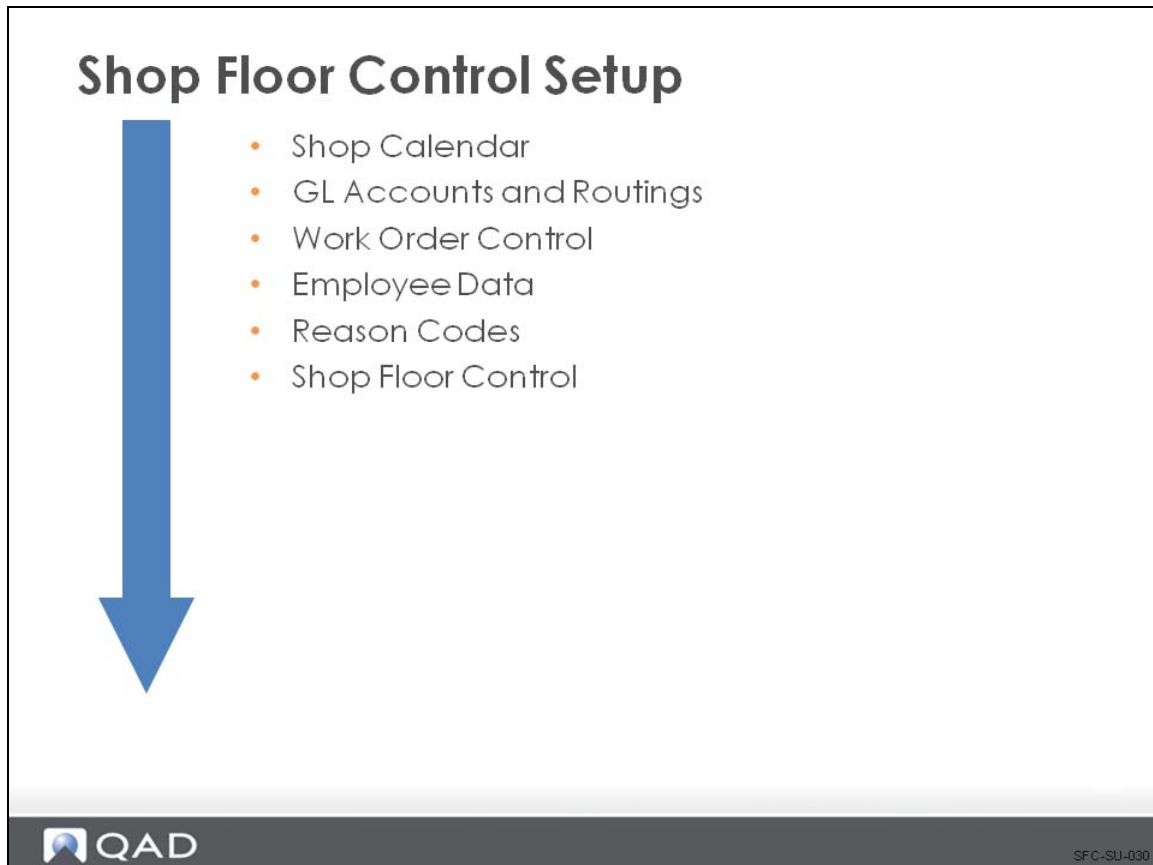 Shop Floor Control Setup
• Shop Calendar
• GL Accounts and Routings
• Work Order Control
• Employee Data
• Reason Codes
• Shop Floor Control
QAD
SFC-SU-030